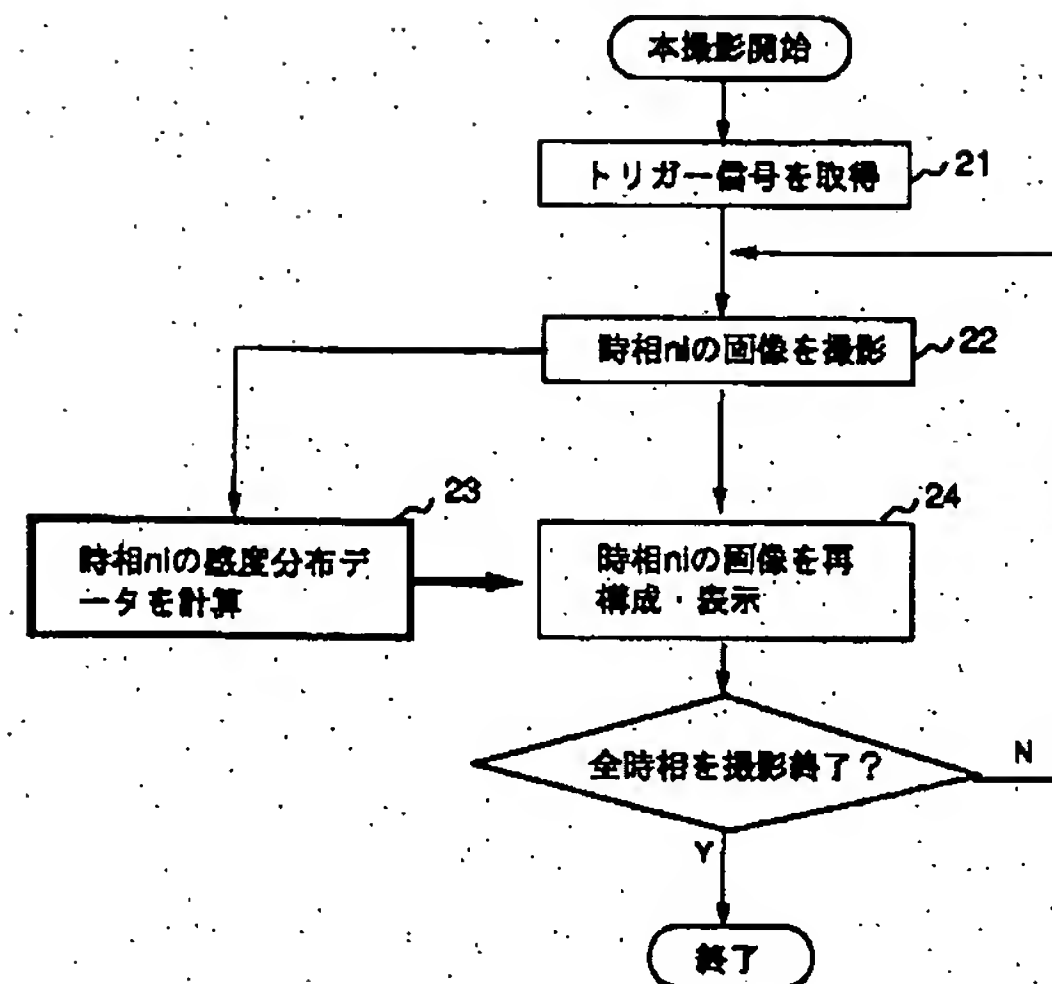 本撮影開始
トリガー信号を取得
21
時相niの画像を撮影
22
23
時相niの感度分布デ
ータを計算
24
時相niの画像を再
構成・表示
全時相を撮影終了?
N
Y
終了